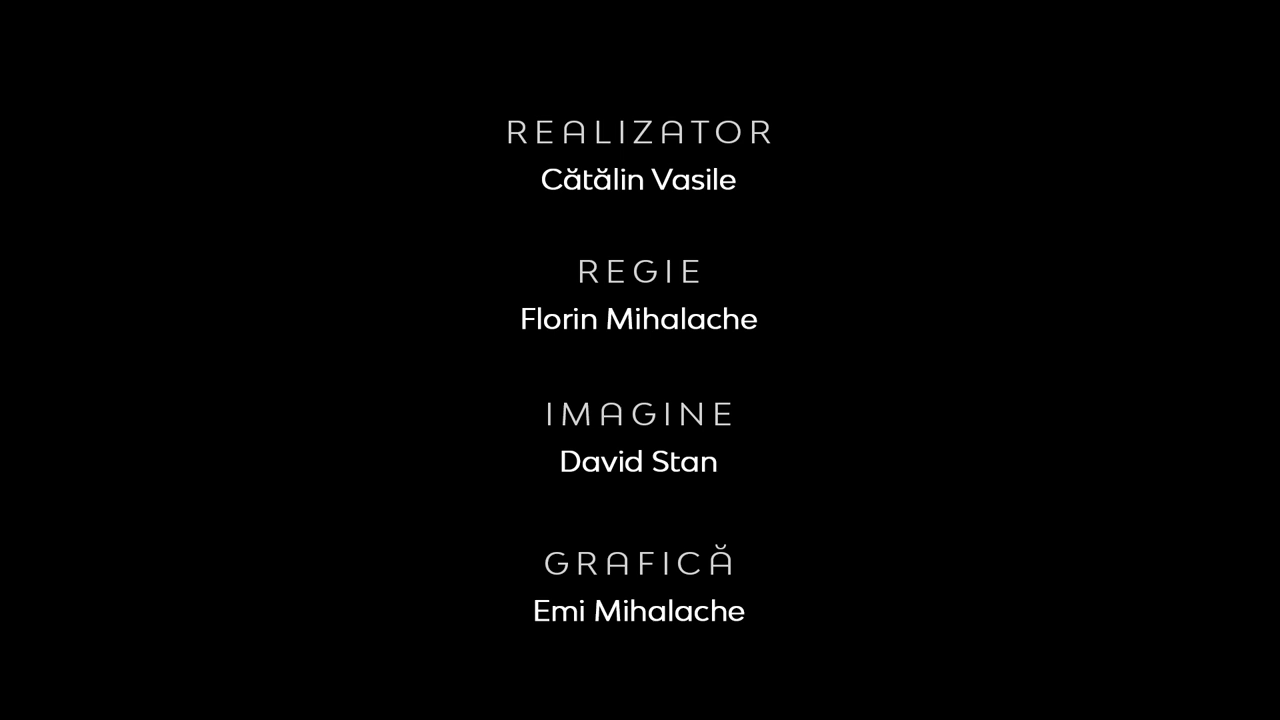 REALIZATOR
Cătălin Vasile
REGIE
Florin Mihalache
IMAGINE
David Stan
GRAFICĂ
Emi Mihalache